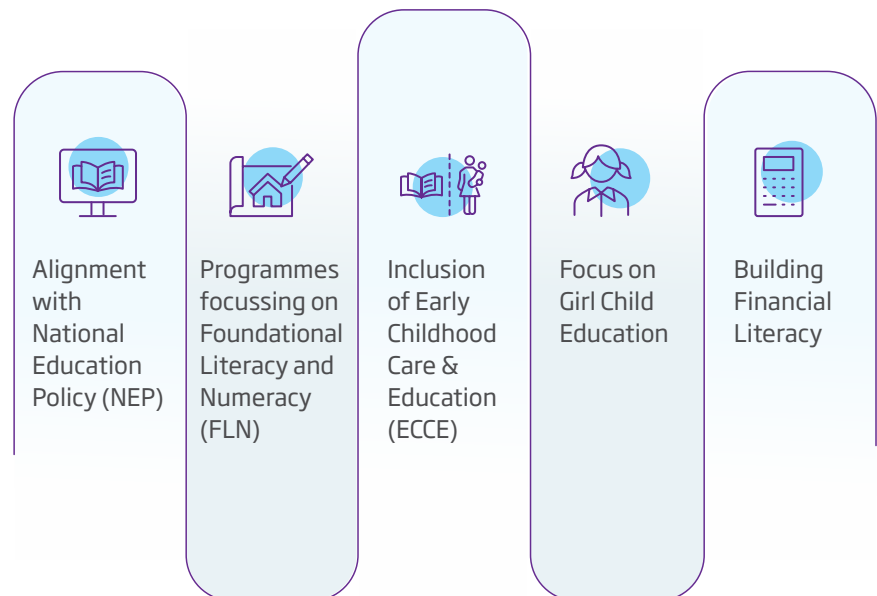 Alignment
with
National
Education
Policy (NEP)
Programmes
focussing on
Foundational
Literacy and
Numeracy
(FLN)
Inclusion
of Early
Childhood
Care &
Education
(ECCE)
Focus on
Girl Child
Education
Building
Financial
Literacy